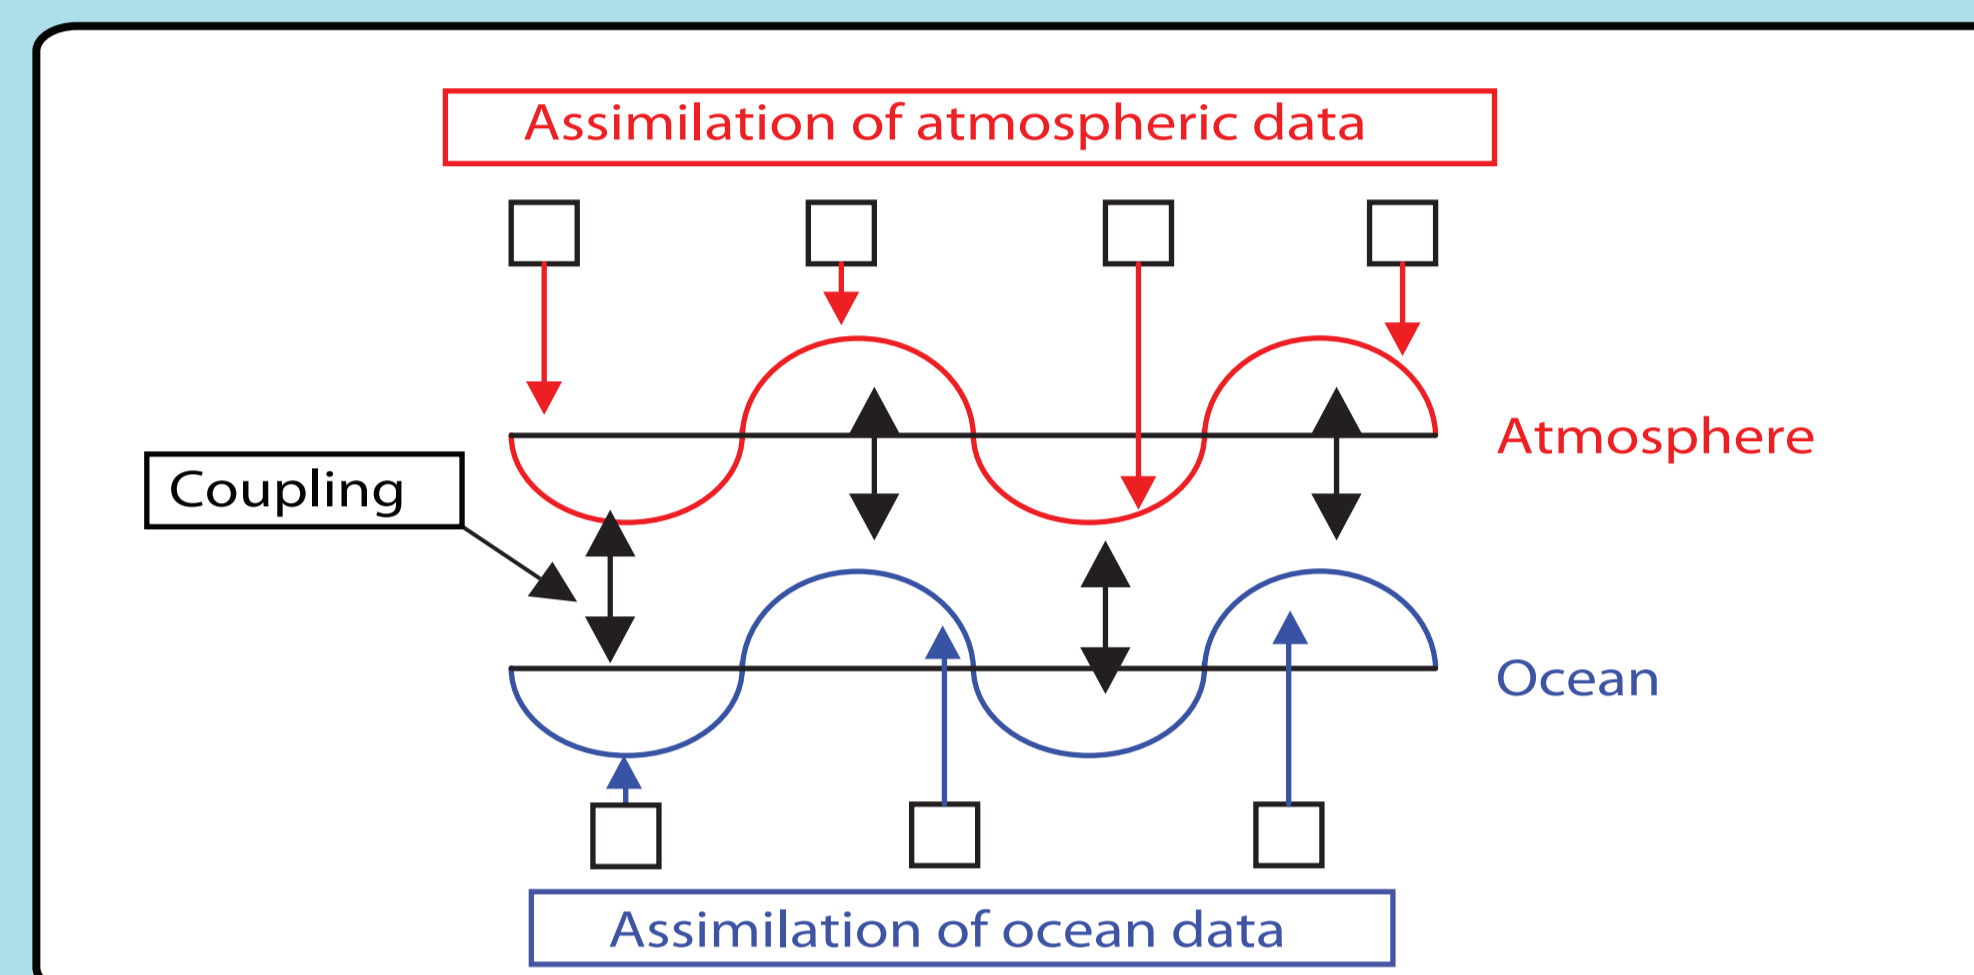 Assimilation of atmospheric data
Atmosphere
Coupling
Ocean
Assimilation of ocean data